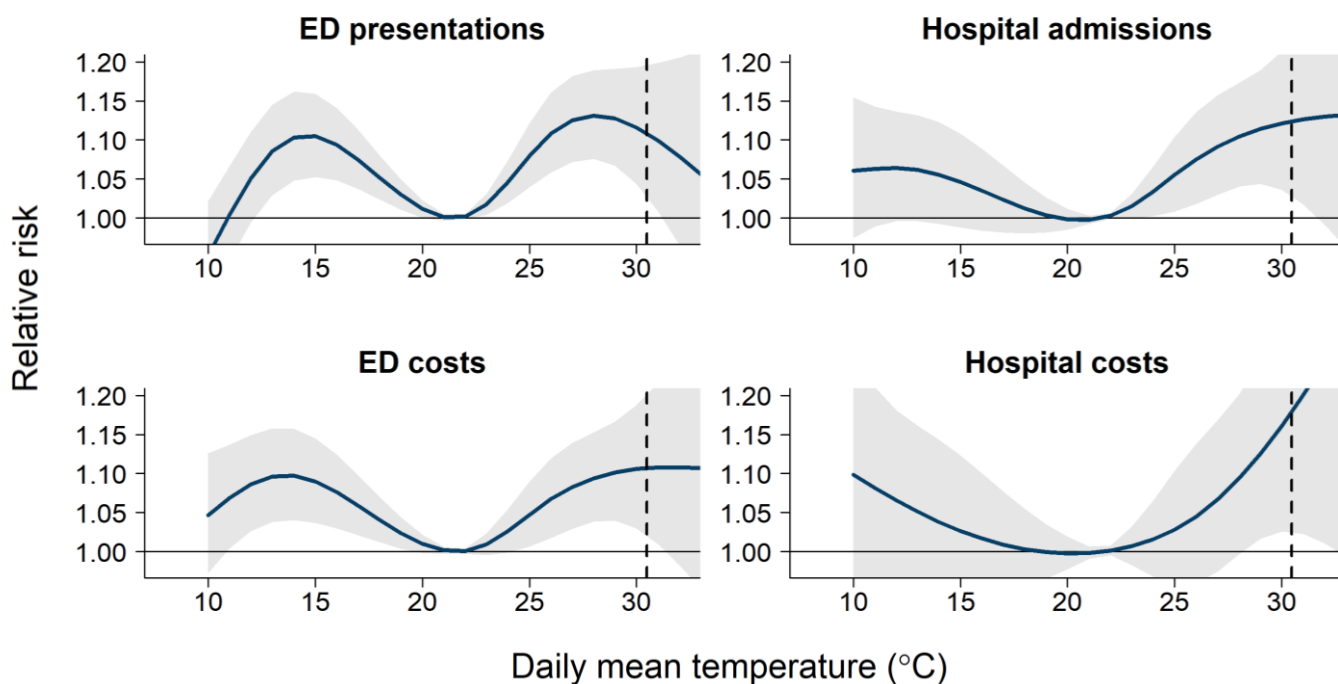 ED presentations
Hospital admissions
1.20
1.15
1.10
1.05
1.00
10 15 20 25 30
1.20
1.15
1.10
1.05
1.00
10 15 20 25 30
Relative risk
ED costs
Hospital costs
1.20
1.15
1.10
1.05
1.00
10 15 20 25 30
1.20
1.15
1.10
1.05
1.00
10 15 20 25 30
Daily mean temperature (°C)